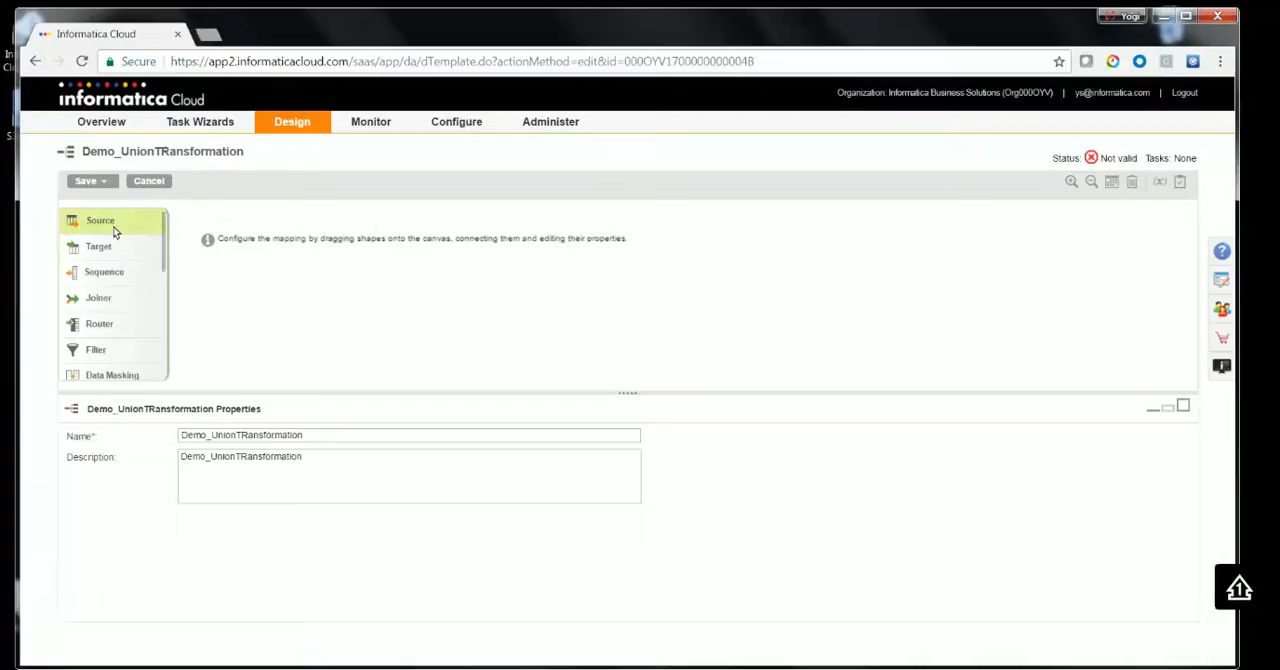 Yogi
Informatica Cloud
Secure https://app2.informaticacloud.com/saas/app/da/dTemplate.do?actionMethod=edit&id=000OYV1700000000004B
informatica Cloud
Organization: Informatica Business Solutions (Org000OYV) | ys@informatica.com | Logout
Overview Task Wizards Design Monitor Configure Administer
Demo_UnionTRansformation
Status: Not valid Tasks: None
Save Cancel
Source
Configure the mapping by dragging shapes onto the canvas, connecting them and editing their properties.
Target
Sequence
Joiner
Router
Filter
Data Masking
Demo_UnionTRansformation Properties
Name*: Demo_UnionTRansformation
Description: Demo_UnionTRansformation